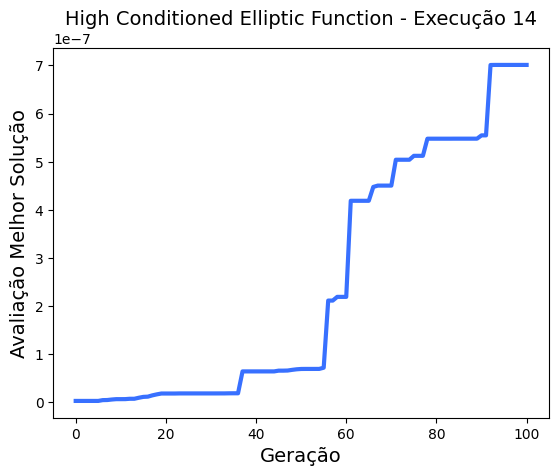 High Conditioned Elliptic Function - Execução 14
1e−7
7
6
5
4
3
2
1
0
Avaliação Melhor Solução
0 20 40 60 80 100
Geração